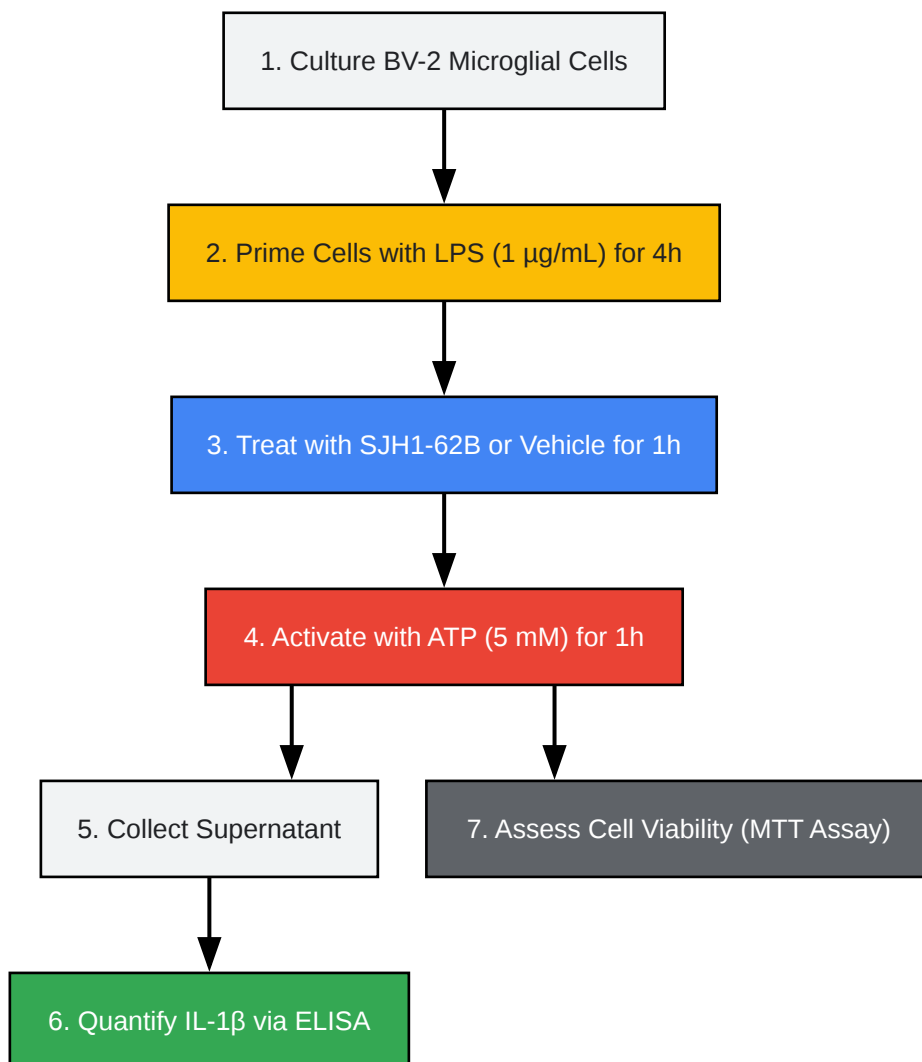 1. Culture BV-2 Microglial Cells
2. Prime Cells with LPS (1 µg/mL) for 4h
3. Treat with SJH1-62B or Vehicle for 1h
4. Activate with ATP (5 mM) for 1h
5. Collect Supernatant
7. Assess Cell Viability (MTT Assay)
6. Quantify IL-1β via ELISA